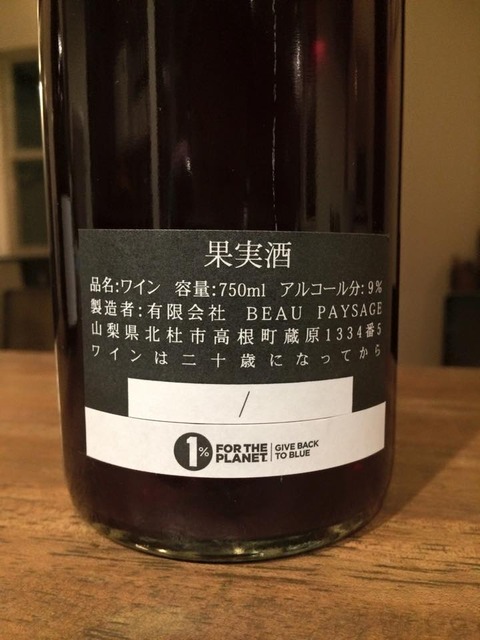 果実酒
品名:ワイン 容量:750ml アルコール分:9%
製造者:有限会社 BEAU PAYSAGE
山梨県北杜市高根町蔵原1334番5
ワインは二十歳になってから
/
1% FOR THE PLANET. GIVE BACK TO BLUE